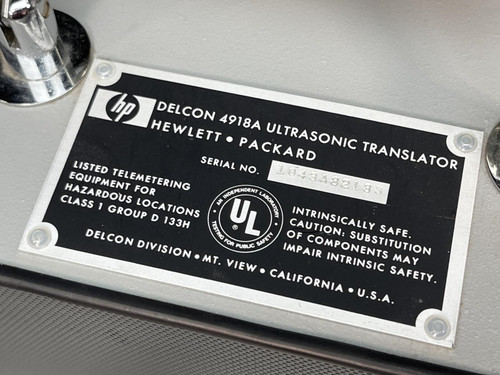 hp
DELCON 4918A ULTRASONIC TRANSLATOR
HEWLETT • PACKARD
SERIAL NO. 1043A82183
LISTED TELEMETERING
EQUIPMENT FOR
HAZARDOUS LOCATIONS
CLASS 1 GROUP D 133H
AN INDEPENDENT LABORATORY
UL
TESTING FOR PUBLIC SAFETY
INTRINSICALLY SAFE.
CAUTION: SUBSTITUTION
OF COMPONENTS MAY
IMPAIR INTRINSIC SAFETY.
DELCON DIVISION • MT. VIEW • CALIFORNIA • U.S.A.